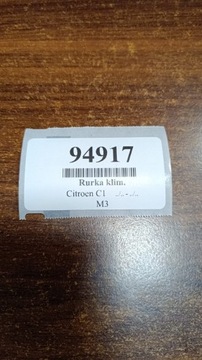 94917
Rurka klim.
Citroen C1
M3